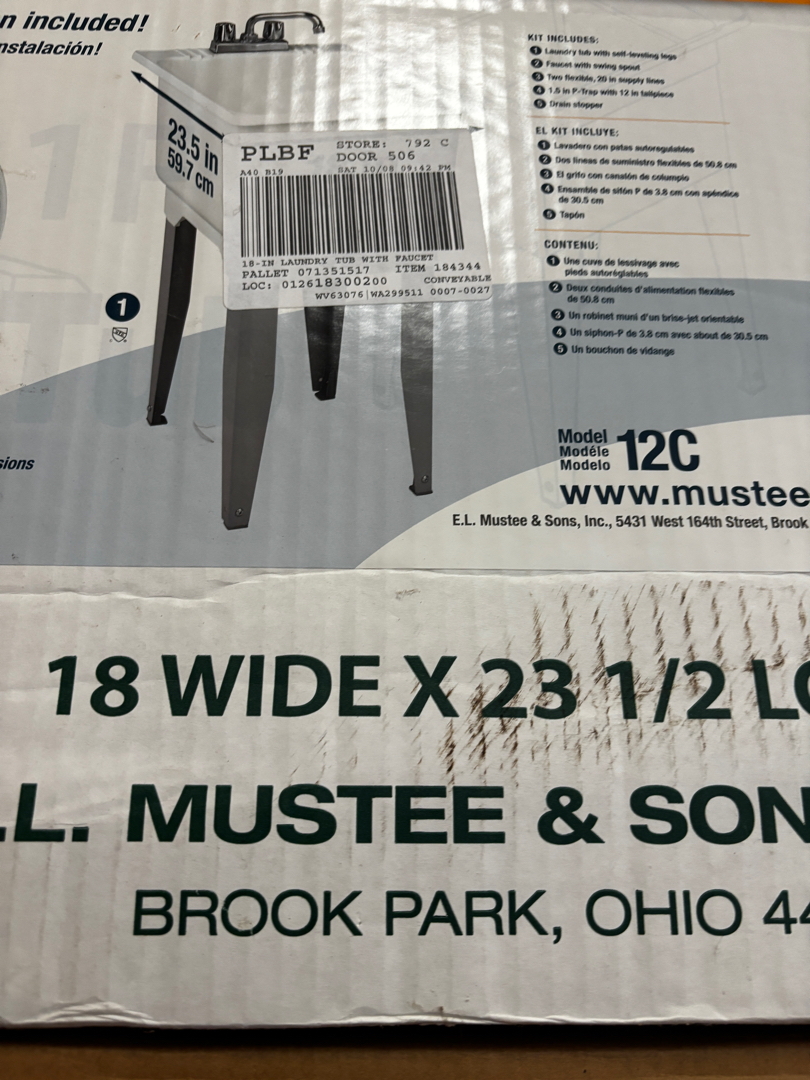 n included!
nstalación!
23.5 in
59.7 cm
PLBF
STORE: 792 C
DOOR 506
A40 B19 SAT 10/08 09:42 PM
18-IN LAUNDRY TUB WITH FAUCET
PALLET 071351517 ITEM 184344
LOC: 012618300200 CONVEYABLE
WV63076|WA299511 0007-0027
1
KIT INCLUDES:
1 Laundry tub with self-leveling legs
2 Faucet with swing spout
3 Two flexible, 20 in supply lines
4 1.5 in P-Trap with 12 in tailpiece
5 Drain stopper
EL KIT INCLUYE:
1 Lavadero con patas autoregulables
2 Dos líneas de suministro flexibles de 50.8 cm
3 El grifo con canalón de columpio
4 Ensamble de sifón P de 3.8 cm con apéndice
de 30.5 cm
5 Tapón
CONTENU:
1 Une cuve de lessivage avec
pieds autoréglables
2 Deux conduites d'alimentation flexibles
de 50.8 cm
3 Un robinet muni d'un brise-jet orientable
4 Un siphon-P de 3.8 cm avec about de 30.5 cm
5 Un bouchon de vidange
sions
Model
Modéle
Modelo
12C
www.mustee
E.L. Mustee & Sons, Inc., 5431 West 164th Street, Brook
18 WIDE X 23 1/2 LO
.L. MUSTEE & SON
BROOK PARK, OHIO 44